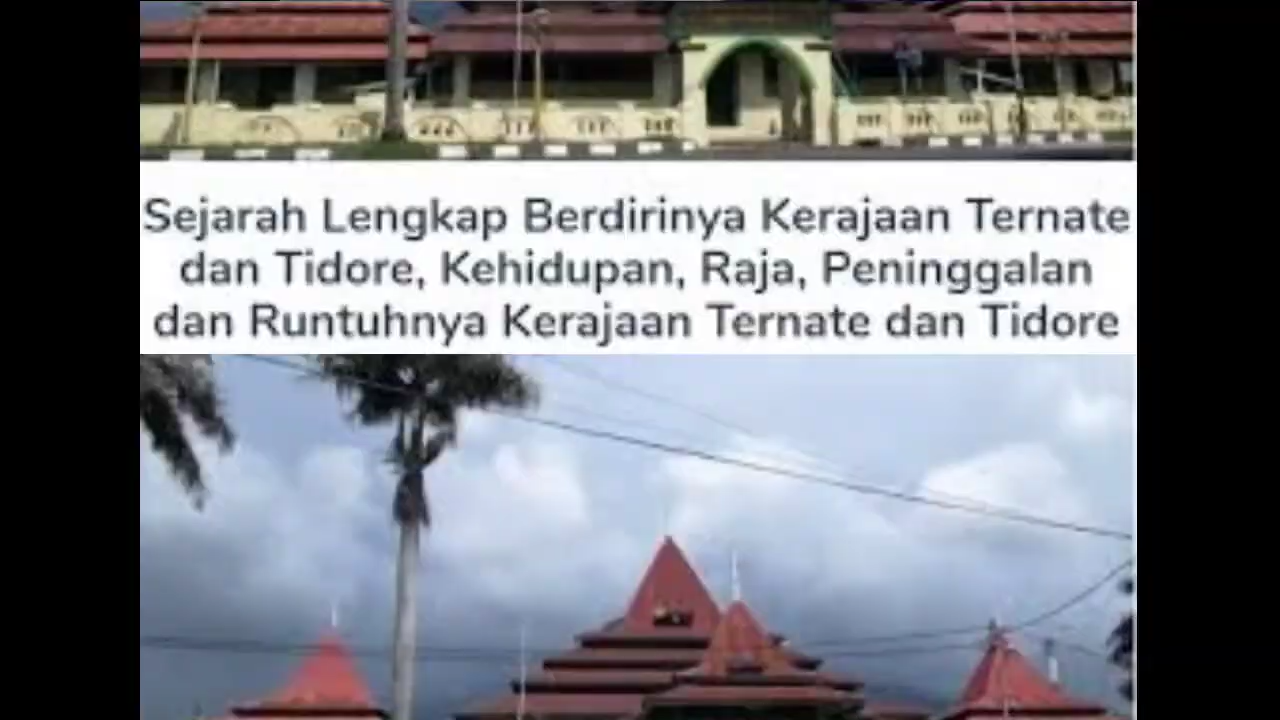 Sejarah Lengkap Berdirinya Kerajaan Ternate
dan Tidore, Kehidupan, Raja, Peninggalan
dan Runtuhnya Kerajaan Ternate dan Tidore